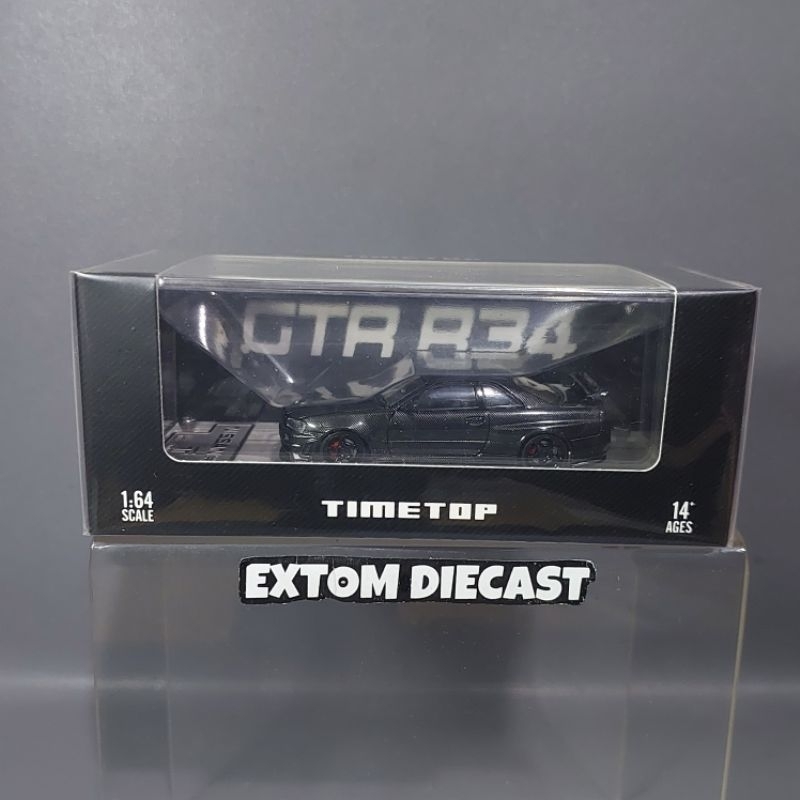 GTR R34
1:64
SCALE
TIMETOP
14+
AGES
EXTOM DIECAST